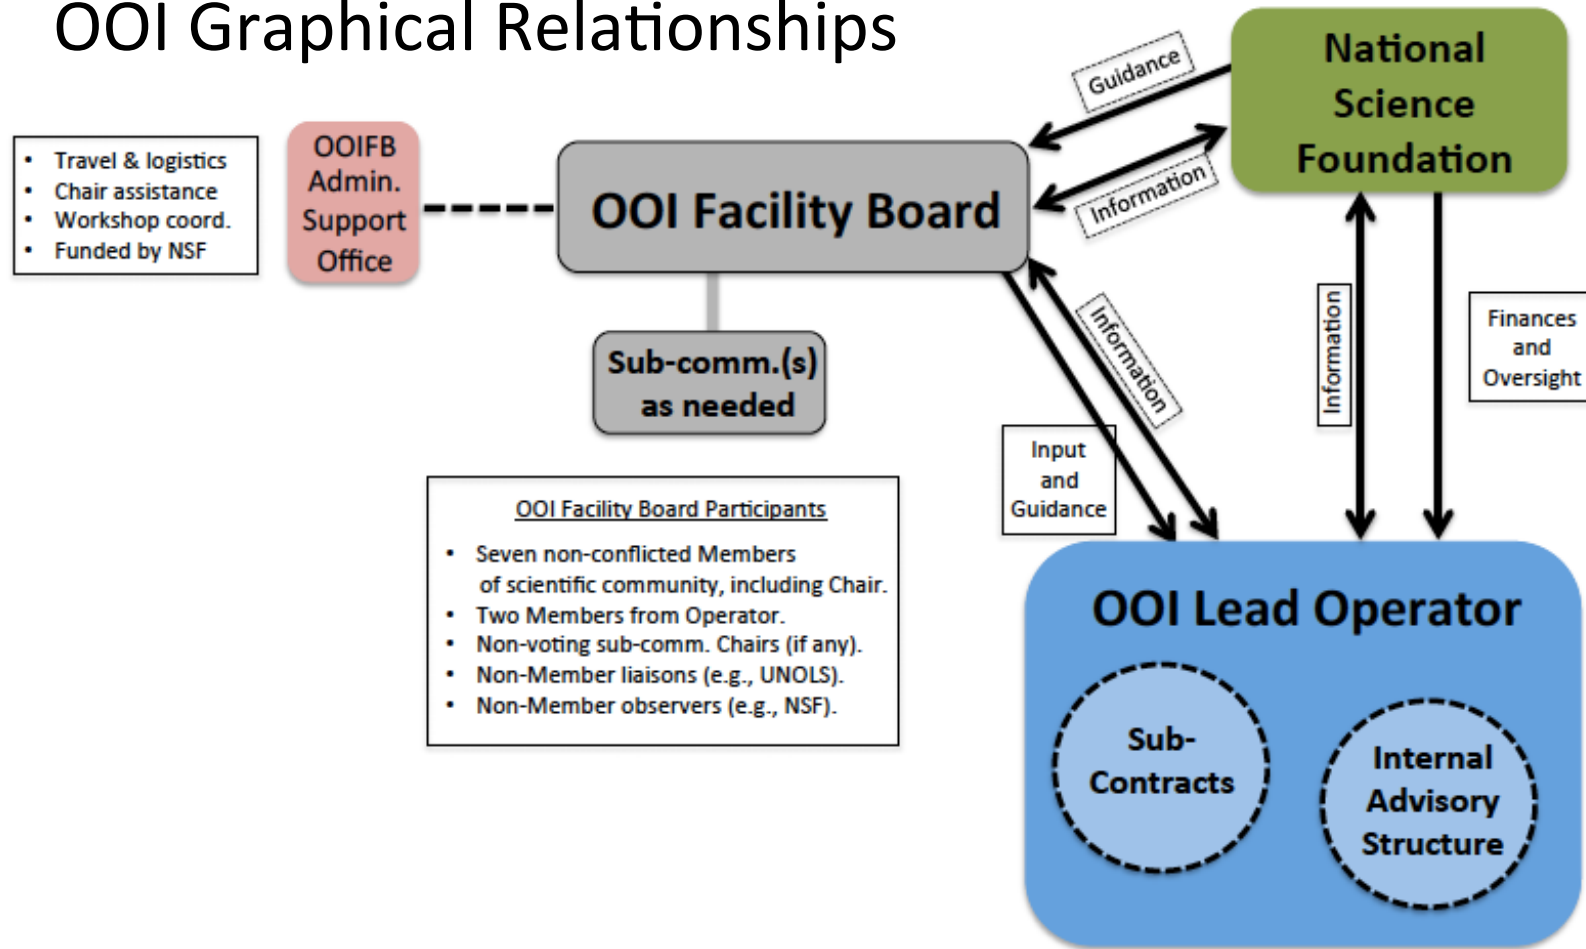 OOI Graphical Relationships
• Travel & logistics
• Chair assistance
• Workshop coord.
• Funded by NSF
OOIFB
Admin.
Support
Office
OOI Facility Board
Guidance
Information
National
Science
Foundation
Sub-comm.(s)
as needed
Information
Input
and
Guidance
Information
Finances
and
Oversight
OOI Facility Board Participants
• Seven non-conflicted Members
of scientific community, including Chair.
• Two Members from Operator.
• Non-voting sub-comm. Chairs (if any).
• Non-Member liaisons (e.g., UNOLS).
• Non-Member observers (e.g., NSF).
OOI Lead Operator
Sub-
Contracts
Internal
Advisory
Structure